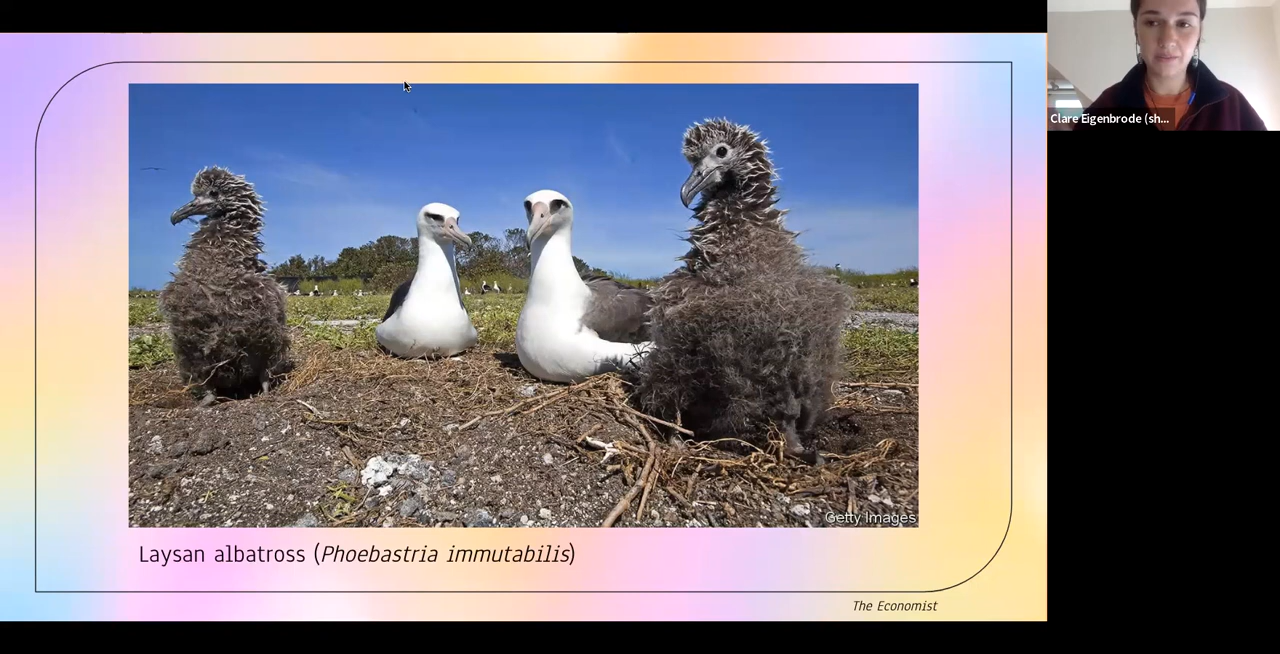 Clare Eigenbrode (sh...
Getty Images
Laysan albatross (Phoebastria immutabilis)
The Economist